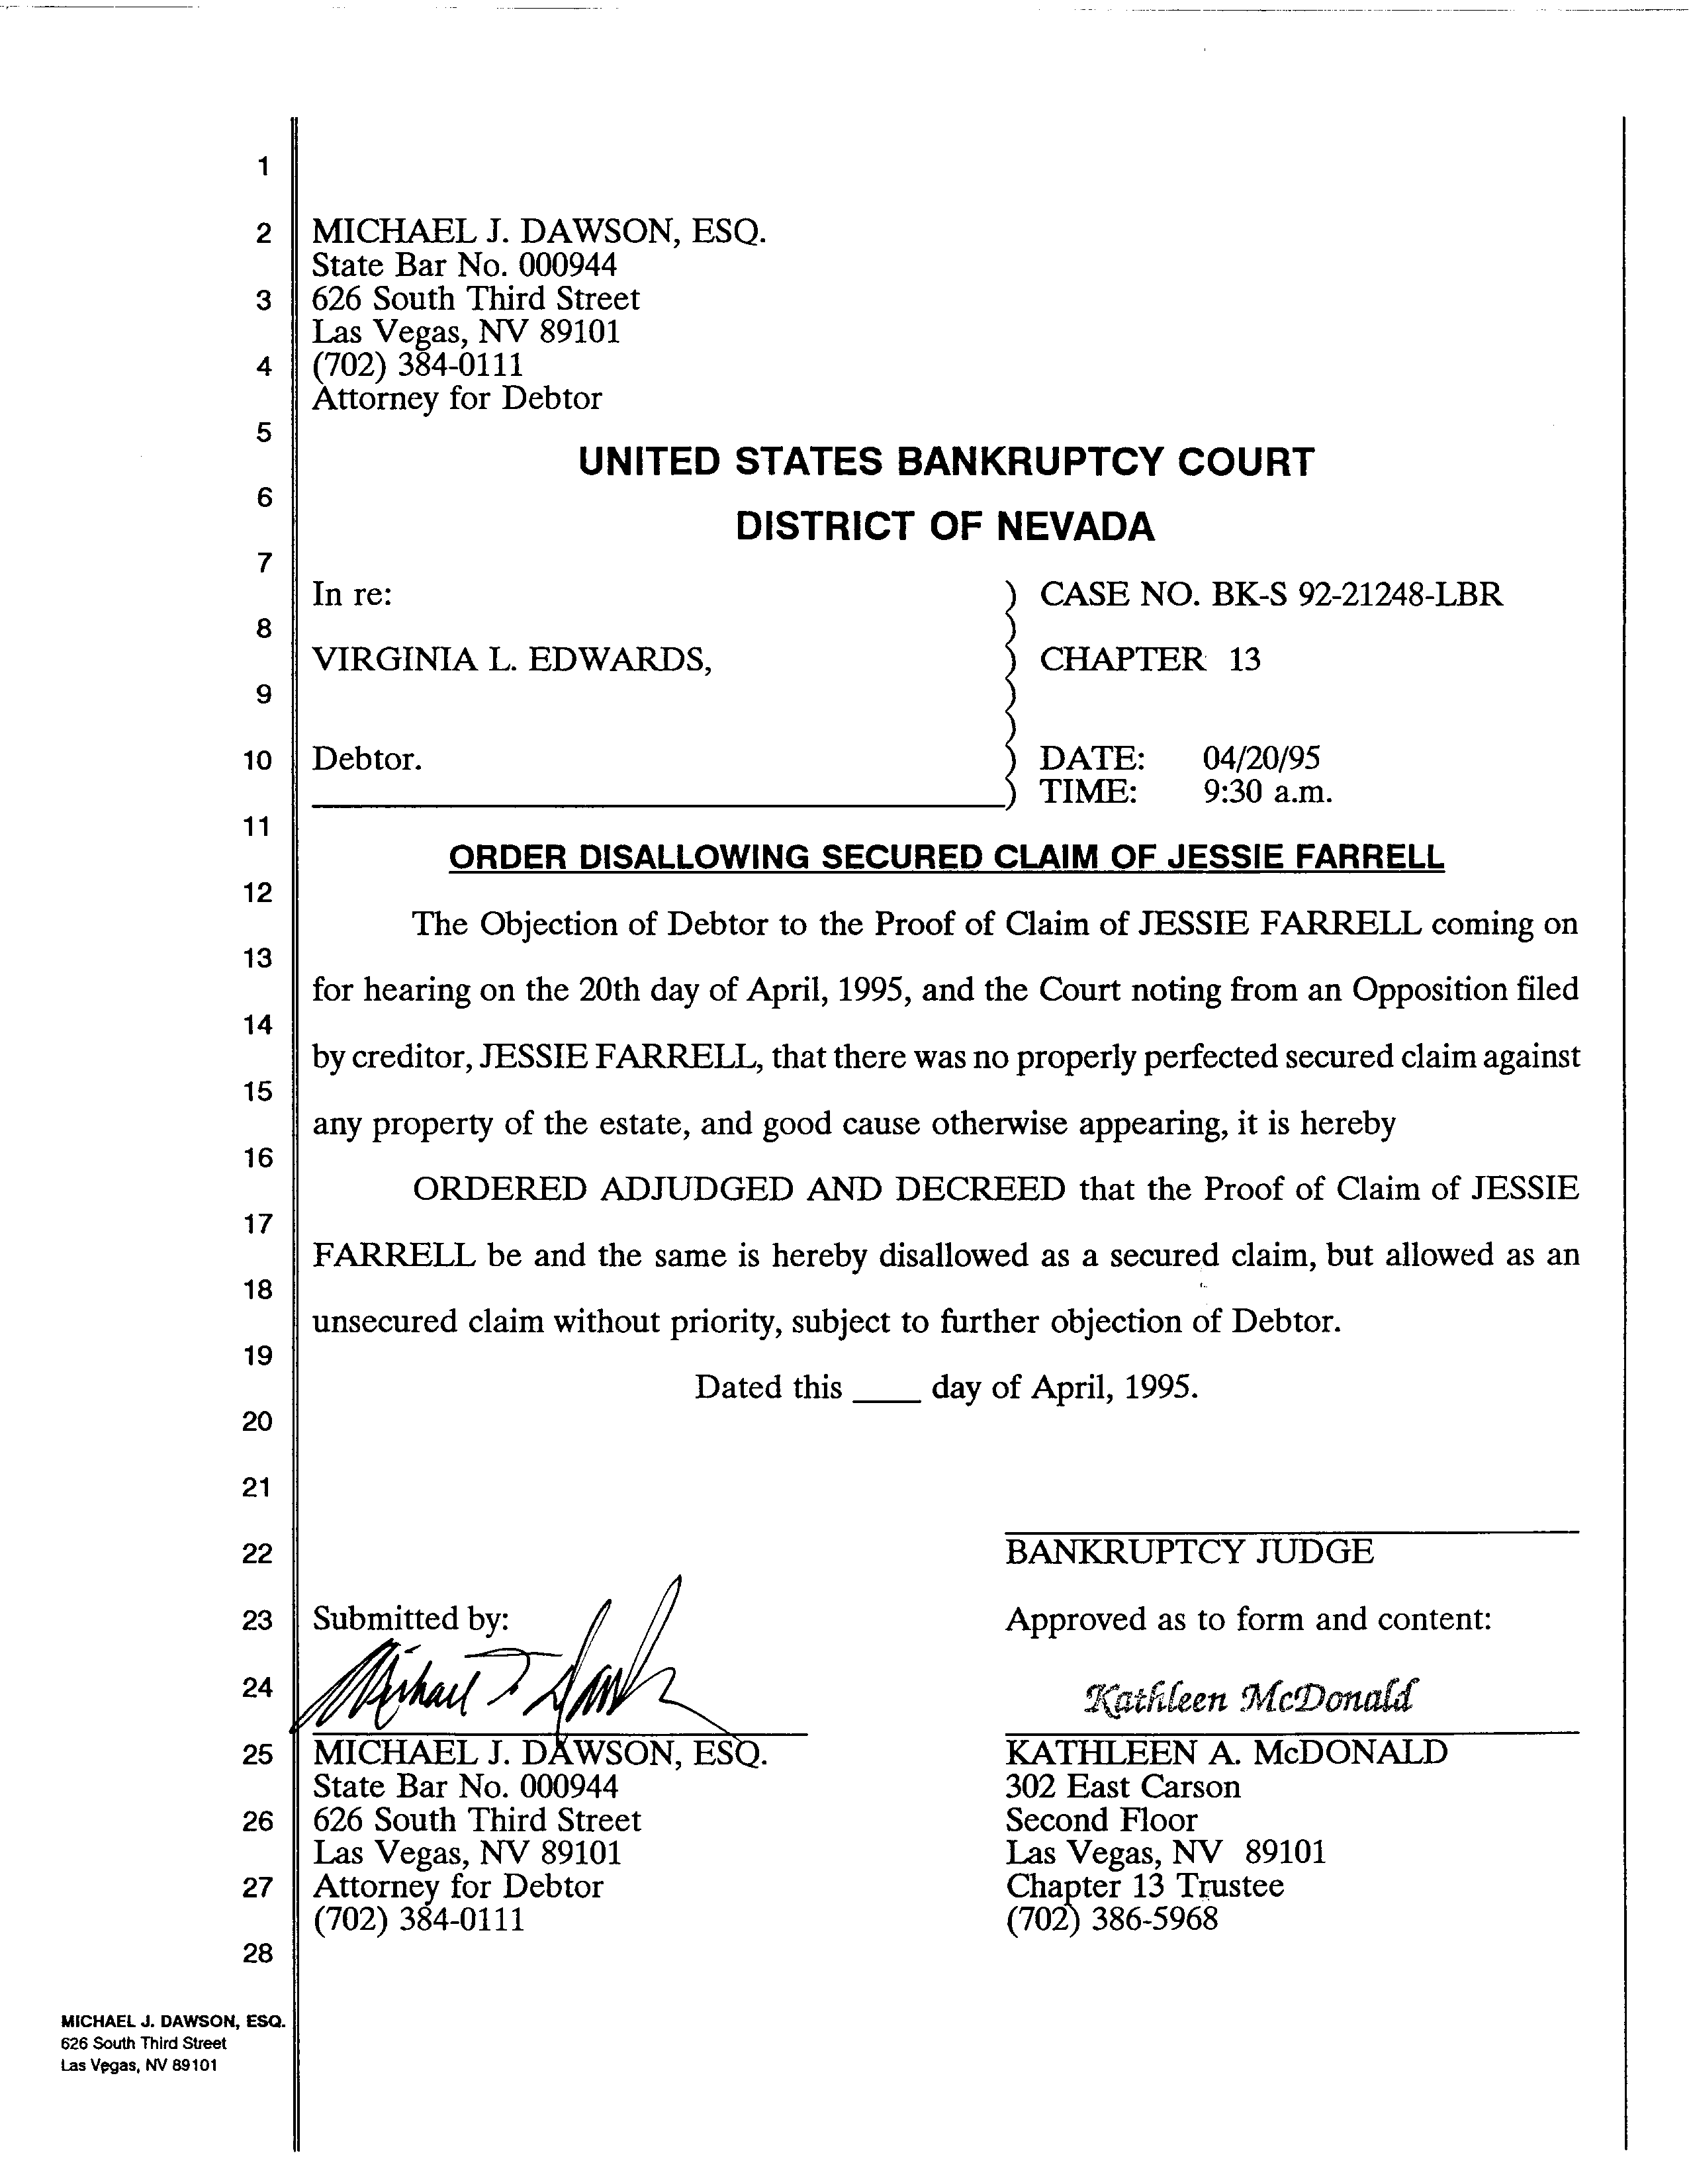 1
2 MICHAEL J. DAWSON, ESQ.
State Bar No. 000944
3 626 South Third Street
Las Vegas, NV 89101
4 (702) 384-0111
Attorney for Debtor
5
UNITED STATES BANKRUPTCY COURT
6
DISTRICT OF NEVADA
7
In re: ) CASE NO. BK-S 92-21248-LBR
8 )
VIRGINIA L. EDWARDS, ) CHAPTER 13
9 )
)
10 Debtor. ) DATE: 04/20/95
) TIME: 9:30 a.m.
11
ORDER DISALLOWING SECURED CLAIM OF JESSIE FARRELL
12
The Objection of Debtor to the Proof of Claim of JESSIE FARRELL coming on
13
for hearing on the 20th day of April, 1995, and the Court noting from an Opposition filed
14
by creditor, JESSIE FARRELL, that there was no properly perfected secured claim against
15
any property of the estate, and good cause otherwise appearing, it is hereby
16
ORDERED ADJUDGED AND DECREED that the Proof of Claim of JESSIE
17
FARRELL be and the same is hereby disallowed as a secured claim, but allowed as an
18
unsecured claim without priority, subject to further objection of Debtor.
19
Dated this ____ day of April, 1995.
20
21
22 BANKRUPTCY JUDGE
23 Submitted by: Approved as to form and content:
24 Michael J Dawson Kathleen McDonald
25 MICHAEL J. DAWSON, ESQ. KATHLEEN A. McDONALD
State Bar No. 000944 302 East Carson
26 626 South Third Street Second Floor
Las Vegas, NV 89101 Las Vegas, NV 89101
27 Attorney for Debtor Chapter 13 Trustee
(702) 384-0111 (702) 386-5968
28
MICHAEL J. DAWSON, ESQ.
626 South Third Street
Las Vegas, NV 89101